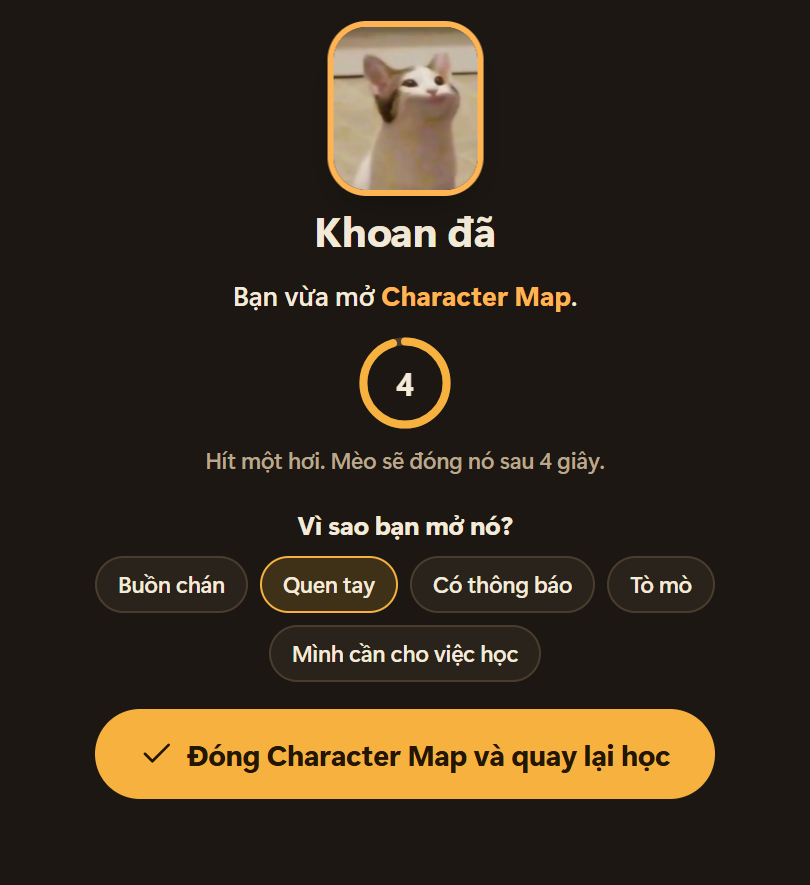 Khoan đã
Bạn vừa mở Character Map.
4
Hít một hơi. Mèo sẽ đóng nó sau 4 giây.
Vì sao bạn mở nó?
Buồn chán
Quen tay
Có thông báo
Tò mò
Mình cần cho việc học
Đóng Character Map và quay lại học